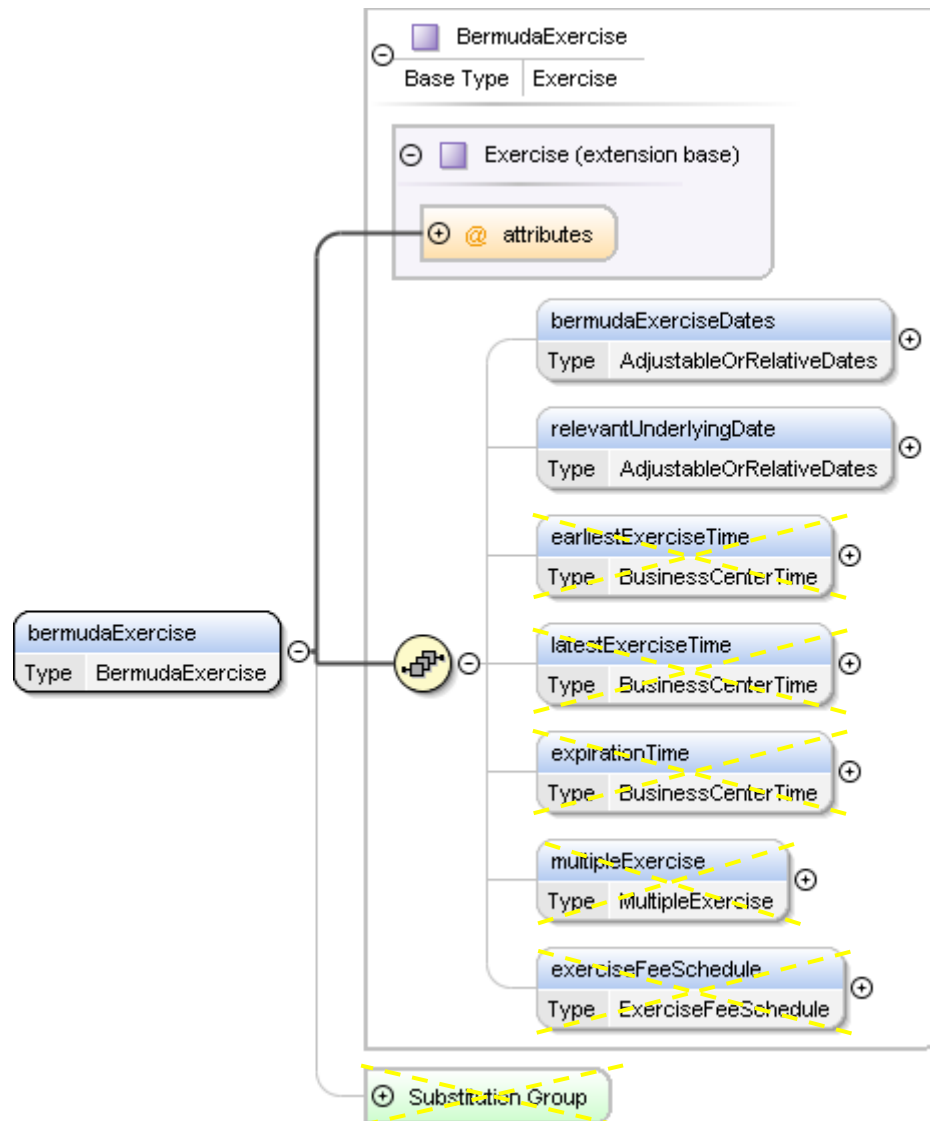 BermudaExercise
Base Type Exercise
Exercise (extension base)
@ attributes
bermudaExerciseDates
Type AdjustableOrRelativeDates
relevantUnderlyingDate
Type AdjustableOrRelativeDates
earliestExerciseTime
Type BusinessCenterTime
bermudaExercise
Type BermudaExercise
latestExerciseTime
Type BusinessCenterTime
expirationTime
Type BusinessCenterTime
multipleExercise
Type MultipleExercise
exerciseFeeSchedule
Type ExerciseFeeSchedule
Substitution Group